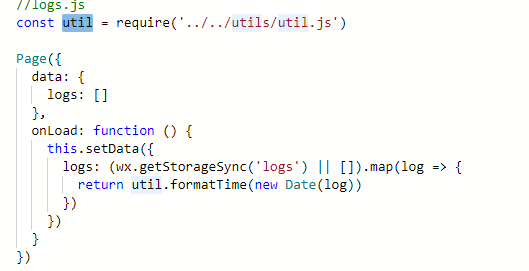 //logs.js
const util = require('../../utils/util.js')

Page({
  data: {
    logs: []
  },
  onLoad: function () {
    this.setData({
      logs: (wx.getStorageSync('logs') || []).map(log => {
        return util.formatTime(new Date(log))
      })
    })
  }
})